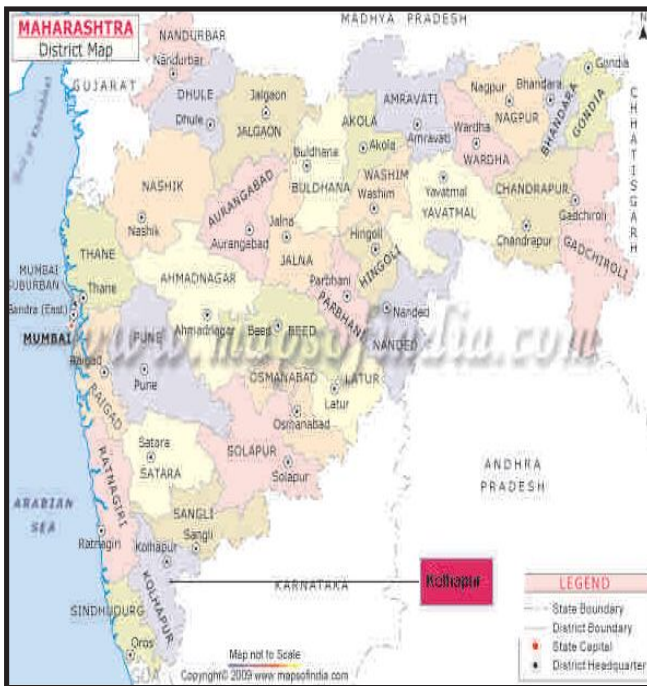 MAHARASHTRA
District Map
MADHYA PRADESH
N
GUJARAT
NANDURBAR
Nandurbar
DHULE
Dhule
Jalgaon
JALGAON
Buldhana
BULDHANA
AKOLA
Akola
AMRAVATI
Amravati
Nagpur
NAGPUR
Bhandara
BHANDARA
Gondia
GONDIA
CHHATISGARH
Wardha
WARDHA
WASHIM
Washim
Yavatmal
YAVATMAL
CHANDRAPUR
Chandrapur
Gadchiroli
GADCHIROLI
NASHIK
Nashik
AURANGABAD
Aurangabad
Jalna
JALNA
Hingoli
HINGOLI
Parbhani
PARBHANI
Nanded
NANDED
THANE
Thane
MUMBAI
SUBURBAN
Bandra (East)
MUMBAI
AHMADNAGAR
Ahmadnagar
Beed
BEED
www.mapsofindia.com
PUNE
Pune
Raigad
RAIGAD
OSMANABAD
Osmanabad
LATUR
Latur
Satara
SATARA
SOLAPUR
Solapur
RATNAGIRI
Ratnagiri
SANGLI
Sangli
Kolhapur
KOLHAPUR
SINDHUDURG
Oros
GOA
ARABIAN
SEA
ANDHRA
PRADESH
KARNATAKA
Kolhapur
LEGEND
State Boundary
District Boundary
State Capital
District Headquarter
Map not to Scale
Copyright© 2009 www.mapsofindia.com